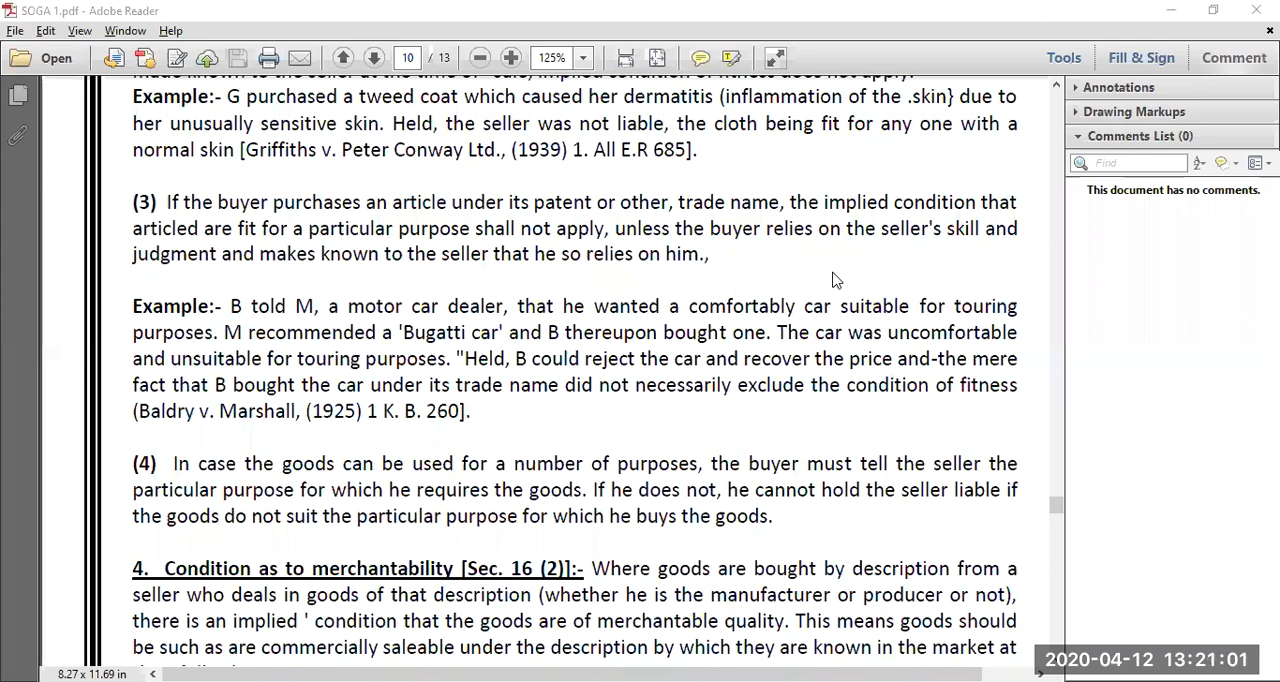 SOGA 1.pdf - Adobe Reader
File Edit View Window Help
Open 10 / 13 125% Tools Fill & Sign Comment
Example:- G purchased a tweed coat which caused her dermatitis (inflammation of the .skin} due to
her unusually sensitive skin. Held, the seller was not liable, the cloth being fit for any one with a
normal skin [Griffiths v. Peter Conway Ltd., (1939) 1. All E.R 685].
(3) If the buyer purchases an article under its patent or other, trade name, the implied condition that
articled are fit for a particular purpose shall not apply, unless the buyer relies on the seller's skill and
judgment and makes known to the seller that he so relies on him.,
Example:- B told M, a motor car dealer, that he wanted a comfortably car suitable for touring
purposes. M recommended a 'Bugatti car' and B thereupon bought one. The car was uncomfortable
and unsuitable for touring purposes. "Held, B could reject the car and recover the price and-the mere
fact that B bought the car under its trade name did not necessarily exclude the condition of fitness
(Baldry v. Marshall, (1925) 1 K. B. 260].
(4) In case the goods can be used for a number of purposes, the buyer must tell the seller the
particular purpose for which he requires the goods. If he does not, he cannot hold the seller liable if
the goods do not suit the particular purpose for which he buys the goods.
4. Condition as to merchantability [Sec. 16 (2)]:- Where goods are bought by description from a
seller who deals in goods of that description (whether he is the manufacturer or producer or not),
there is an implied ' condition that the goods are of merchantable quality. This means goods should
be such as are commercially saleable under the description by which they are known in the market at
8.27 x 11.69 in
Annotations
Drawing Markups
Comments List (0)
Find
This document has no comments.
2020-04-12 13:21:01